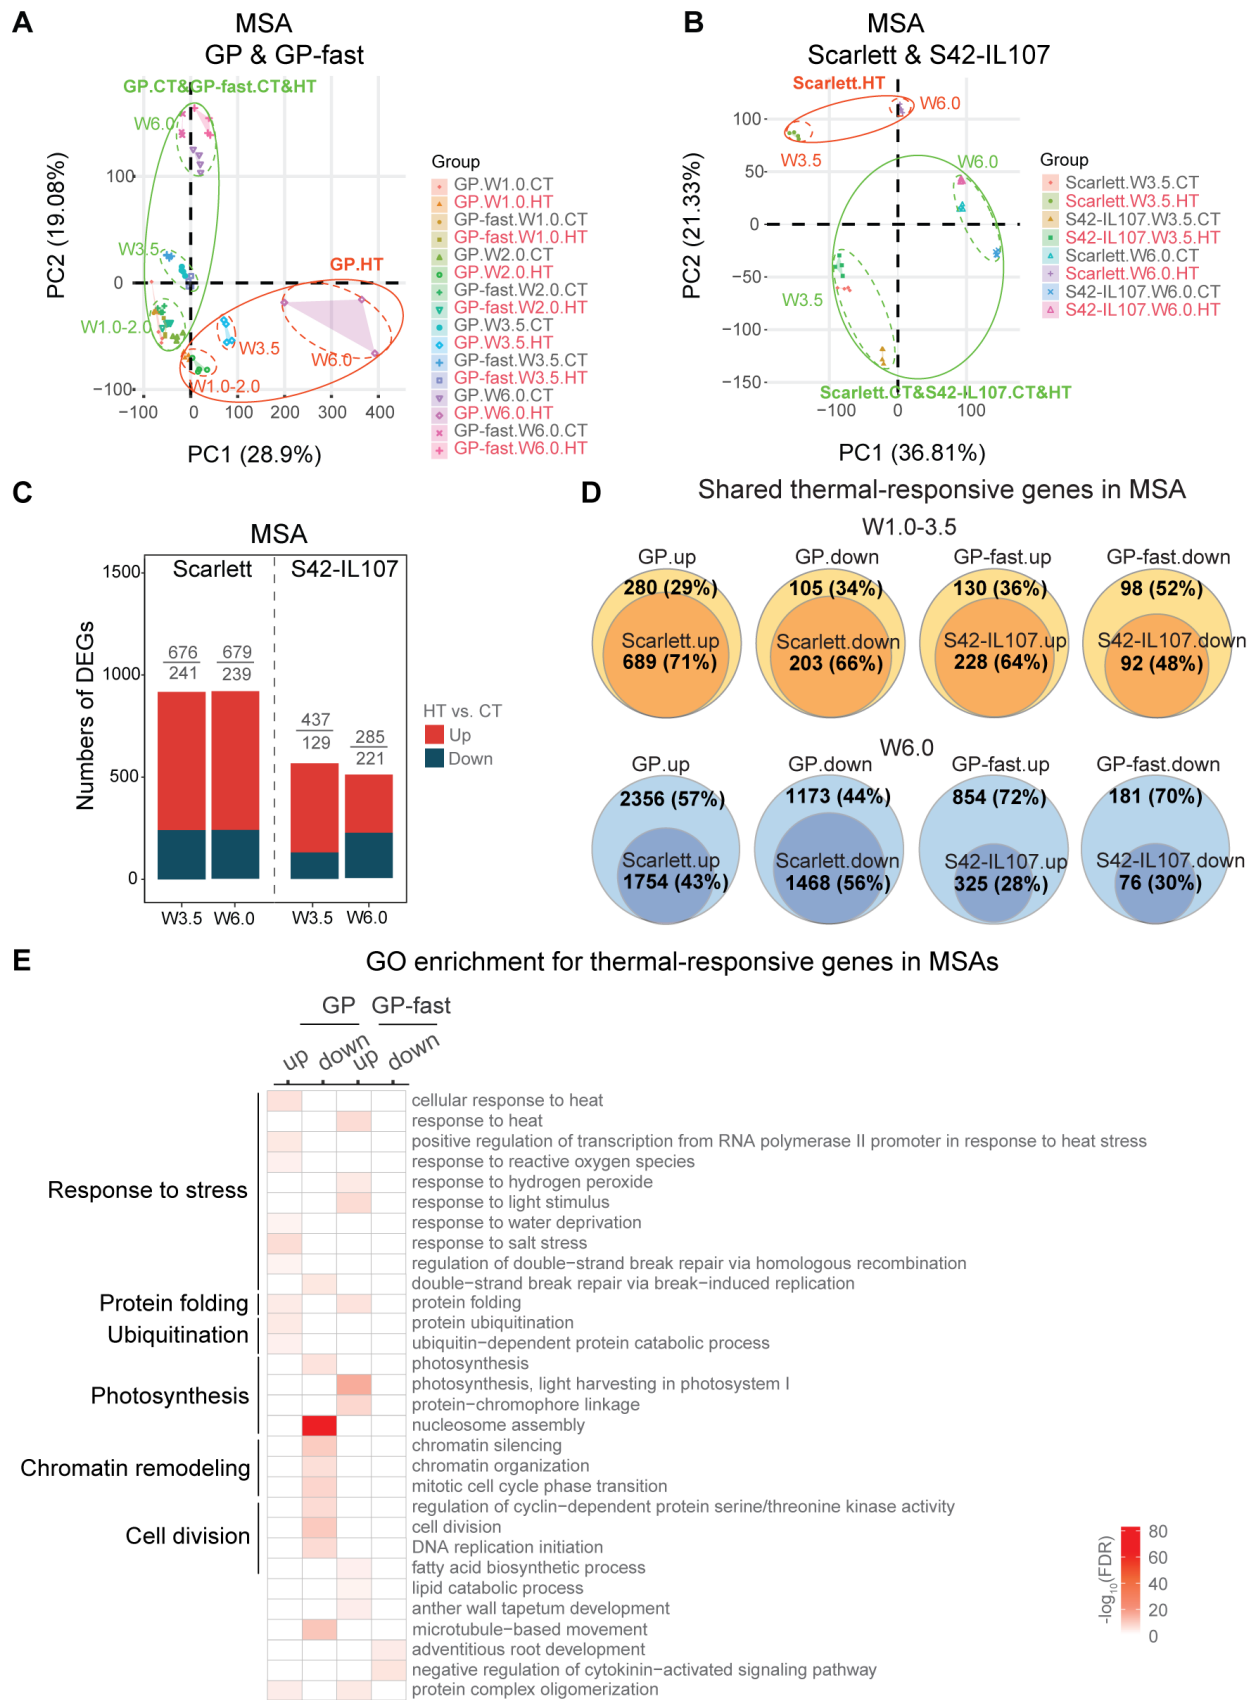 A
MSA
GP & GP-fast
GP.CT&GP-fast.CT&HT
W6.0
W3.5
W1.0-2.0
GP.HT
W3.5
W6.0
W1.0-2.0
PC2 (19.08%)
100
0
−100
−100 0 100 200 300 400
PC1 (28.9%)
Group
GP.W1.0.CT
GP.W1.0.HT
GP-fast.W1.0.CT
GP-fast.W1.0.HT
GP.W2.0.CT
GP.W2.0.HT
GP-fast.W2.0.CT
GP-fast.W2.0.HT
GP.W3.5.CT
GP.W3.5.HT
GP-fast.W3.5.CT
GP-fast.W3.5.HT
GP.W6.0.CT
GP.W6.0.HT
GP-fast.W6.0.CT
GP-fast.W6.0.HT
B
MSA
Scarlett & S42-IL107
Scarlett.HT
W6.0
W3.5
W6.0
W3.5
Scarlett.CT&S42-IL107.CT&HT
PC2 (21.33%)
100
50
0
−50
−100
−150
−100 0 100
PC1 (36.81%)
Group
Scarlett.W3.5.CT
Scarlett.W3.5.HT
S42-IL107.W3.5.CT
S42-IL107.W3.5.HT
Scarlett.W6.0.CT
Scarlett.W6.0.HT
S42-IL107.W6.0.CT
S42-IL107.W6.0.HT
C
MSA
Scarlett S42-IL107
Numbers of DEGs
1500
1000
500
0
676
241
679
239
437
129
285
221
W3.5 W6.0 W3.5 W6.0
HT vs. CT
Up
Down
D
Shared thermal-responsive genes in MSA
W1.0-3.5
GP.up GP.down GP-fast.up GP-fast.down
280 (29%) 105 (34%) 130 (36%) 98 (52%)
Scarlett.up Scarlett.down S42-IL107.up S42-IL107.down
689 (71%) 203 (66%) 228 (64%) 92 (48%)
W6.0
GP.up GP.down GP-fast.up GP-fast.down
2356 (57%) 1173 (44%) 854 (72%) 181 (70%)
Scarlett.up Scarlett.down S42-IL107.up S42-IL107.down
1754 (43%) 1468 (56%) 325 (28%) 76 (30%)
E
GO enrichment for thermal-responsive genes in MSAs
GP GP-fast
up down up down
Response to stress
Protein folding
Ubiquitination
Photosynthesis
Chromatin remodeling
Cell division
cellular response to heat
response to heat
positive regulation of transcription from RNA polymerase II promoter in response to heat stress
response to reactive oxygen species
response to hydrogen peroxide
response to light stimulus
response to water deprivation
response to salt stress
regulation of double−strand break repair via homologous recombination
double−strand break repair via break−induced replication
protein folding
protein ubiquitination
ubiquitin−dependent protein catabolic process
photosynthesis
photosynthesis, light harvesting in photosystem I
protein−chromophore linkage
nucleosome assembly
chromatin silencing
chromatin organization
mitotic cell cycle phase transition
regulation of cyclin−dependent protein serine/threonine kinase activity
cell division
DNA replication initiation
fatty acid biosynthetic process
lipid catabolic process
anther wall tapetum development
microtubule−based movement
adventitious root development
negative regulation of cytokinin−activated signaling pathway
protein complex oligomerization
-log10(FDR)
80
60
40
20
0